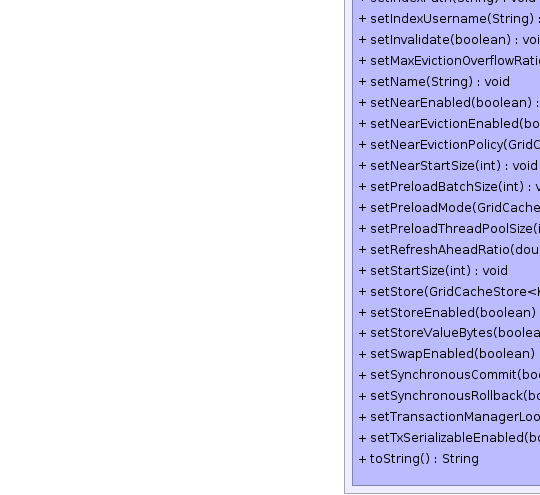 + setIndexPath(String) : void
+ setIndexUsername(String) :
+ setInvalidate(boolean) : voi
+ setMaxEvictionOverflowRati
+ setName(String) : void
+ setNearEnabled(boolean) :
+ setNearEvictionEnabled(bo
+ setNearEvictionPolicy(GridC
+ setNearStartSize(int) : void
+ setPreloadBatchSize(int) : v
+ setPreloadMode(GridCache
+ setPreloadThreadPoolSize(i
+ setRefreshAheadRatio(dou
+ setStartSize(int) : void
+ setStore(GridCacheStore<K
+ setStoreEnabled(boolean)
+ setStoreValueBytes(boolea
+ setSwapEnabled(boolean)
+ setSynchronousCommit(boo
+ setSynchronousRollback(bo
+ setTransactionManagerLoo
+ setTxSerializableEnabled(bo
+ toString() : String